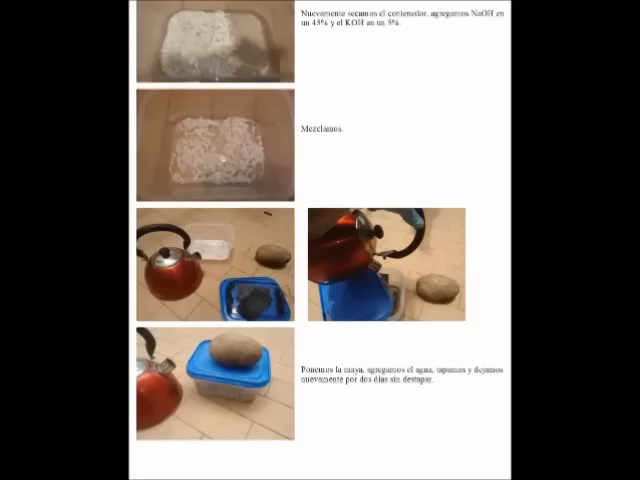 Nuevamente secamos el contenedor, agregamos NaOH en
un 45% y el KOH en un 5%.
Mezclamos.
Ponemos la maya, agregamos el agua, tapamos y dejamos
nuevamente por dos días sin destapar.